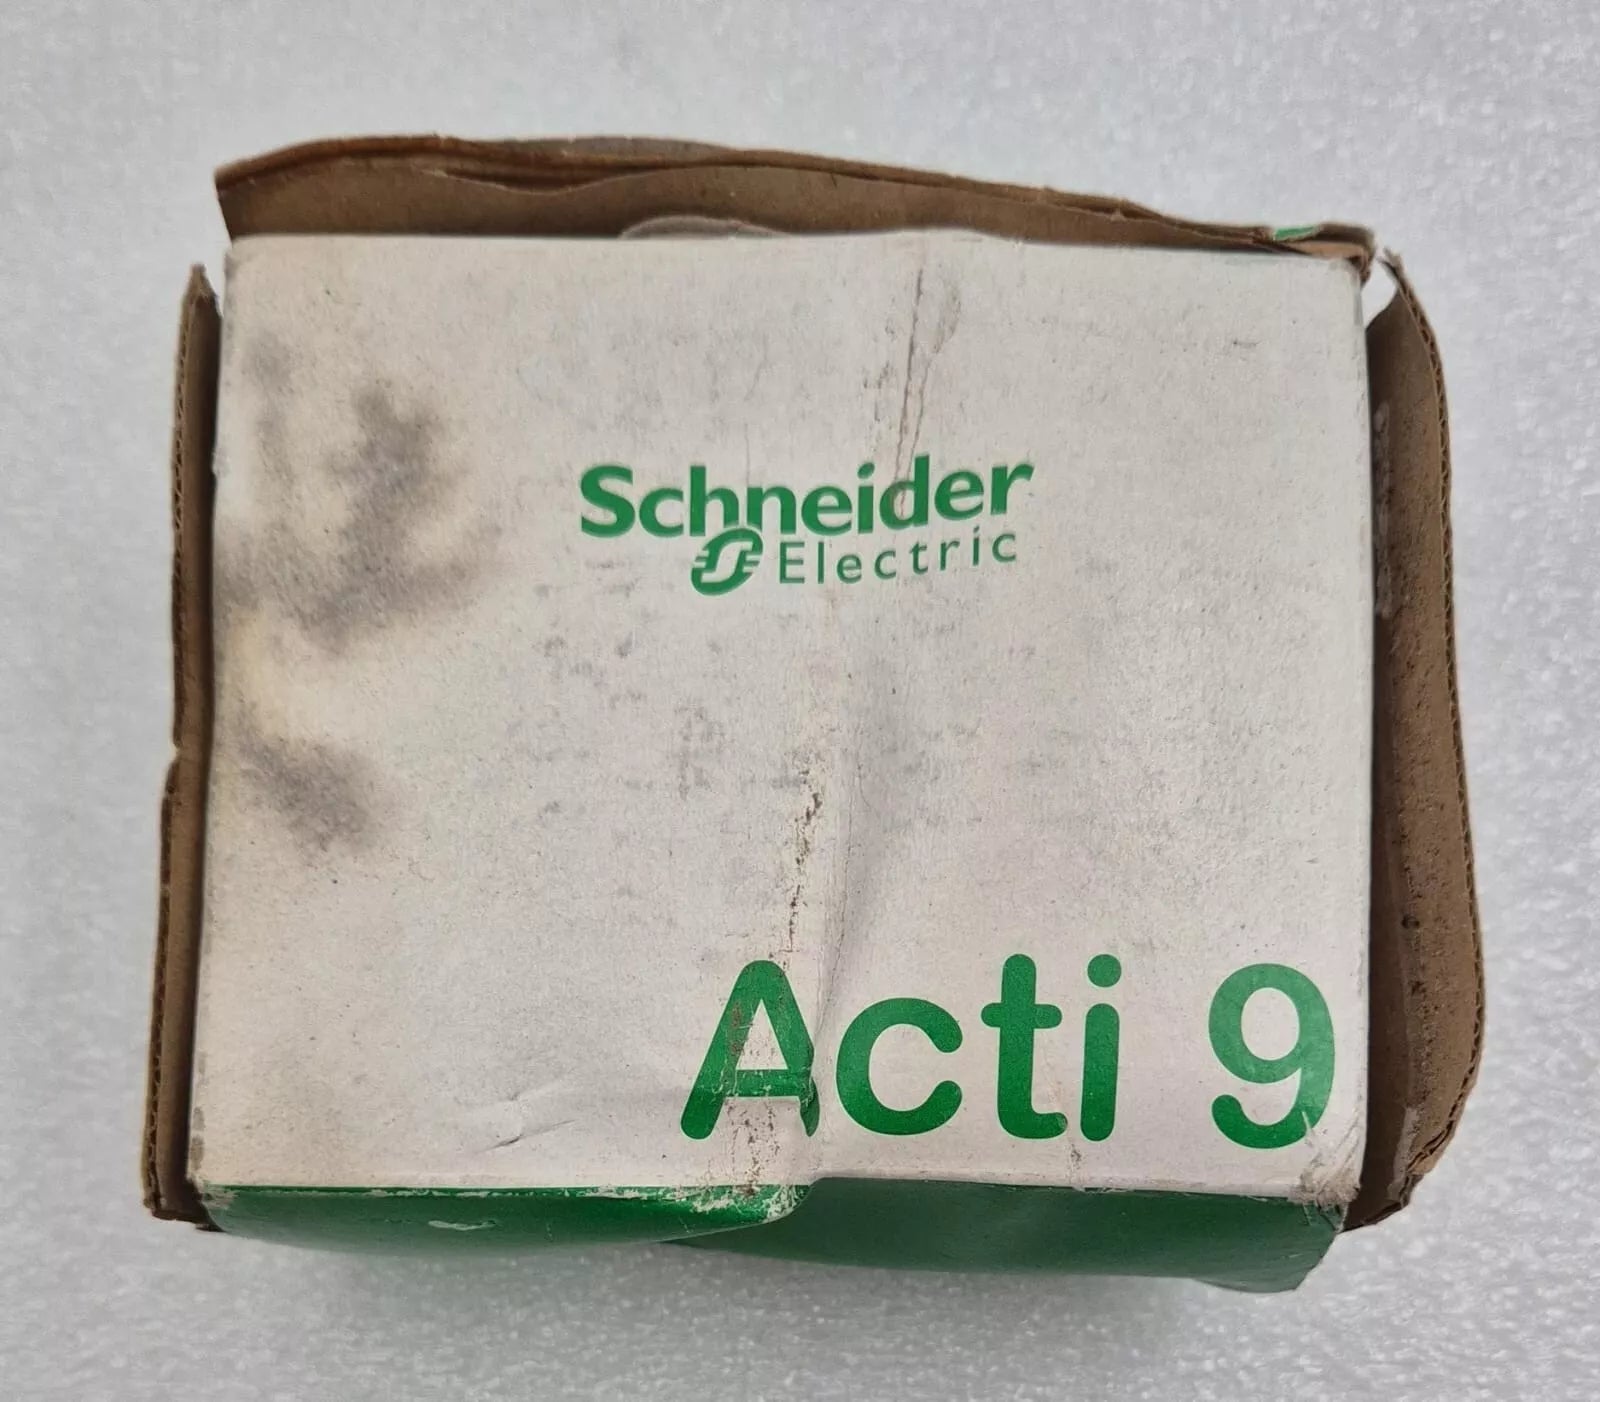 Schneider
Electric
Acti 9